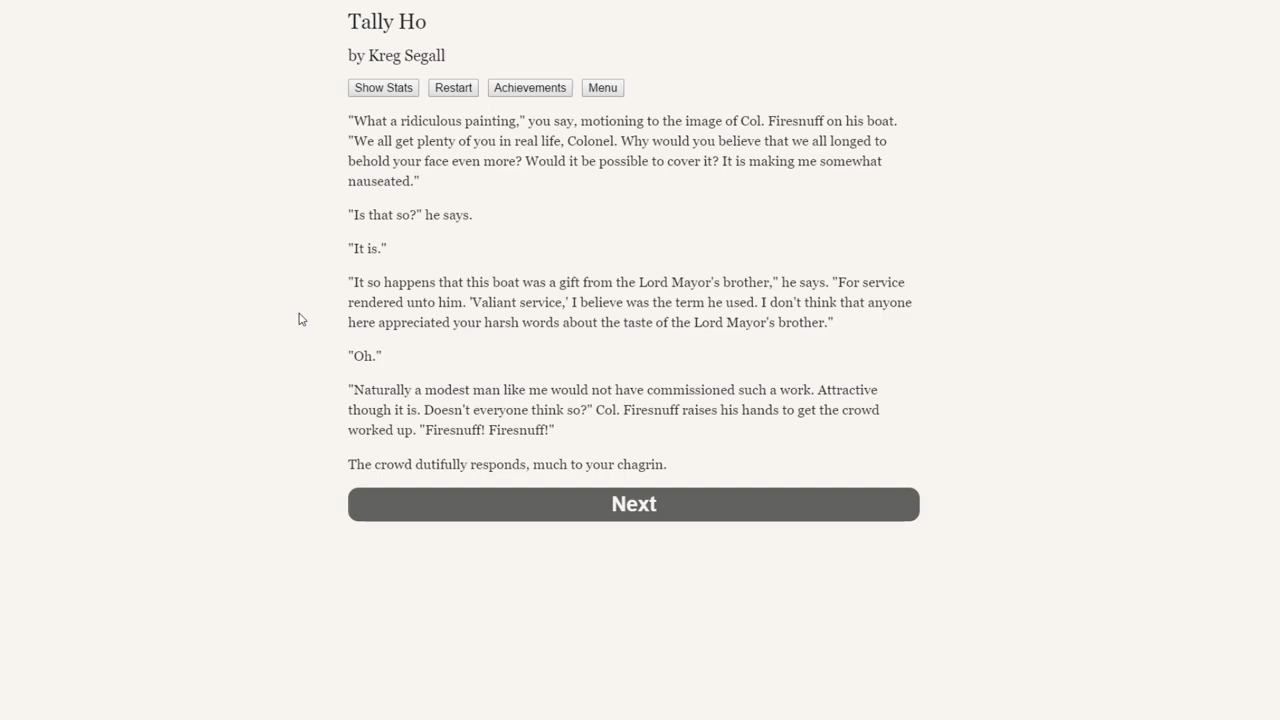 Tally Ho
by Kreg Segall
Show Stats Restart Achievements Menu
"What a ridiculous painting," you say, motioning to the image of Col. Firesnuff on his boat.
"We all get plenty of you in real life, Colonel. Why would you believe that we all longed to
behold your face even more? Would it be possible to cover it? It is making me somewhat
nauseated."
"Is that so?" he says.
"It is."
"It so happens that this boat was a gift from the Lord Mayor's brother," he says. "For service
rendered unto him. 'Valiant service,' I believe was the term he used. I don't think that anyone
here appreciated your harsh words about the taste of the Lord Mayor's brother."
"Oh."
"Naturally a modest man like me would not have commissioned such a work. Attractive
though it is. Doesn't everyone think so?" Col. Firesnuff raises his hands to get the crowd
worked up. "Firesnuff! Firesnuff!"
The crowd dutifully responds, much to your chagrin.
Next